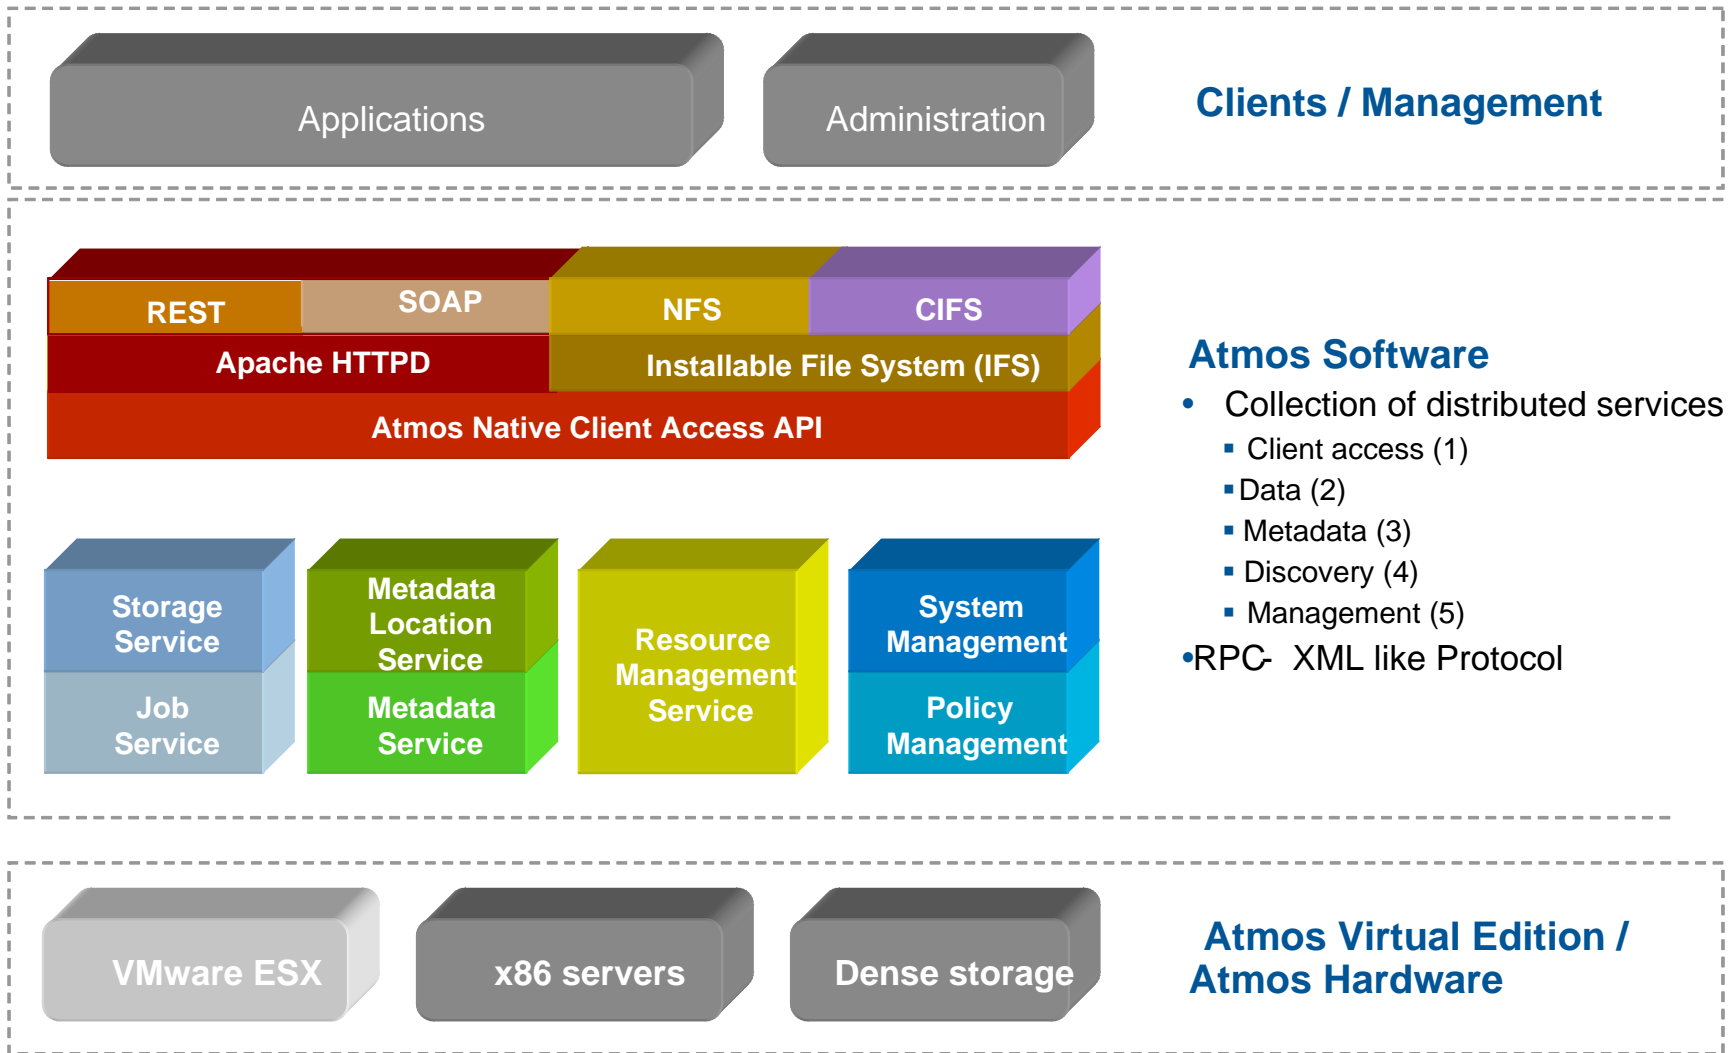 Applications
Administration
Clients / Management
REST
SOAP
NFS
CIFS
Apache HTTPD
Installable File System (IFS)
Atmos Native Client Access API
Atmos Software
• Collection of distributed services
▪ Client access (1)
▪ Data (2)
▪ Metadata (3)
▪ Discovery (4)
▪ Management (5)
•RPC- XML like Protocol
Storage
Service
Job
Service
Metadata
Location
Service
Metadata
Service
Resource
Management
Service
System
Management
Policy
Management
VMware ESX
x86 servers
Dense storage
Atmos Virtual Edition /
Atmos Hardware